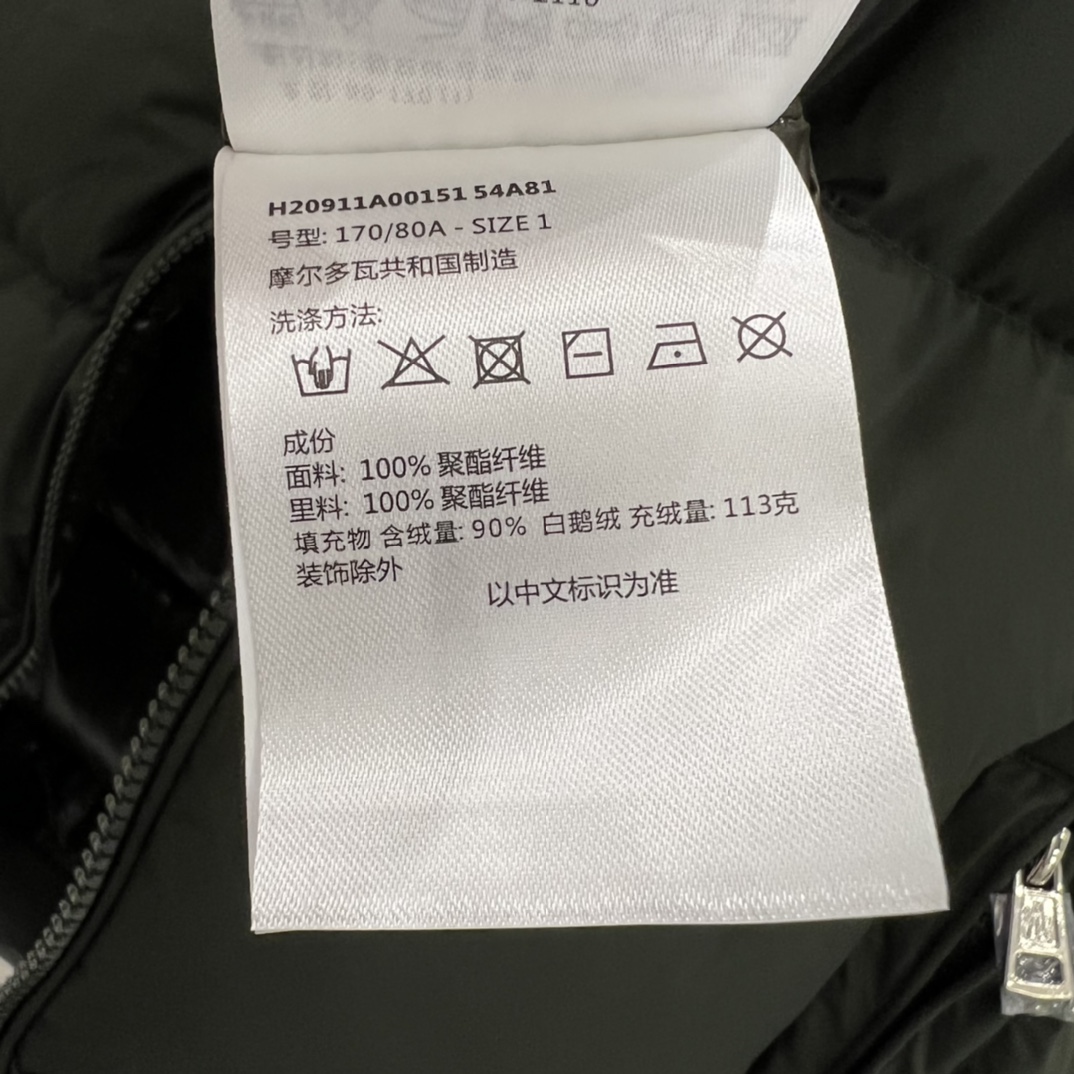 H20911A00151 54A81
号型: 170/80A - SIZE 1
摩尔多瓦共和国制造
洗涤方法:
成份
面料: 100% 聚酯纤维
里料: 100% 聚酯纤维
填充物 含绒量: 90% 白鹅绒 充绒量: 113克
装饰除外
以中文标识为准